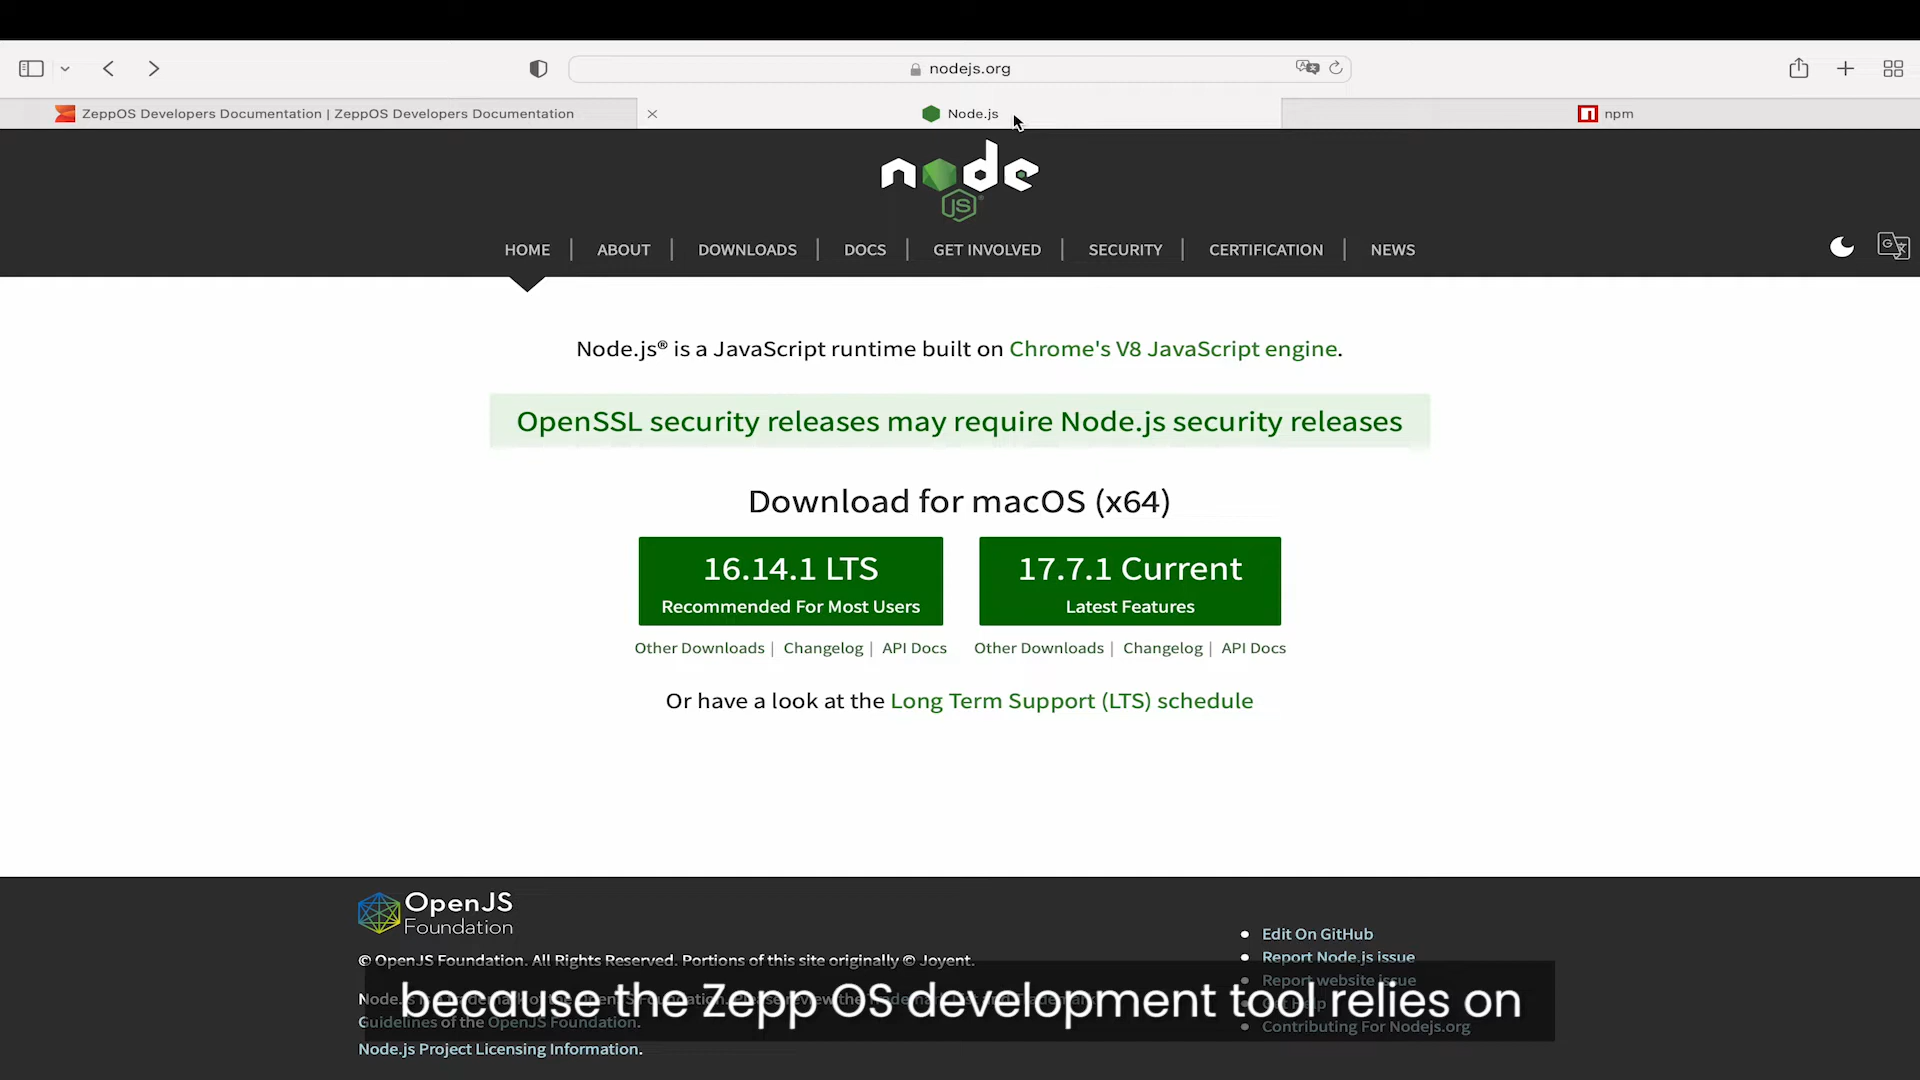 nodejs.org
ZeppOS Developers Documentation | ZeppOS Developers Documentation
Node.js
npm
node
JS
HOME | ABOUT | DOWNLOADS | DOCS | GET INVOLVED | SECURITY | CERTIFICATION | NEWS
Node.js® is a JavaScript runtime built on Chrome's V8 JavaScript engine.
OpenSSL security releases may require Node.js security releases
Download for macOS (x64)
16.14.1 LTS
Recommended For Most Users
17.7.1 Current
Latest Features
Other Downloads | Changelog | API Docs
Other Downloads | Changelog | API Docs
Or have a look at the Long Term Support (LTS) schedule
OpenJS
Foundation
© OpenJS Foundation. All Rights Reserved. Portions of this site originally © Joyent.
Guidelines of the OpenJS Foundation.
Node.js Project Licensing Information.
Edit On GitHub
Report Node.js issue
Report website issue
Get Help
Contributing For Nodejs.org
because the Zepp OS development tool relies on